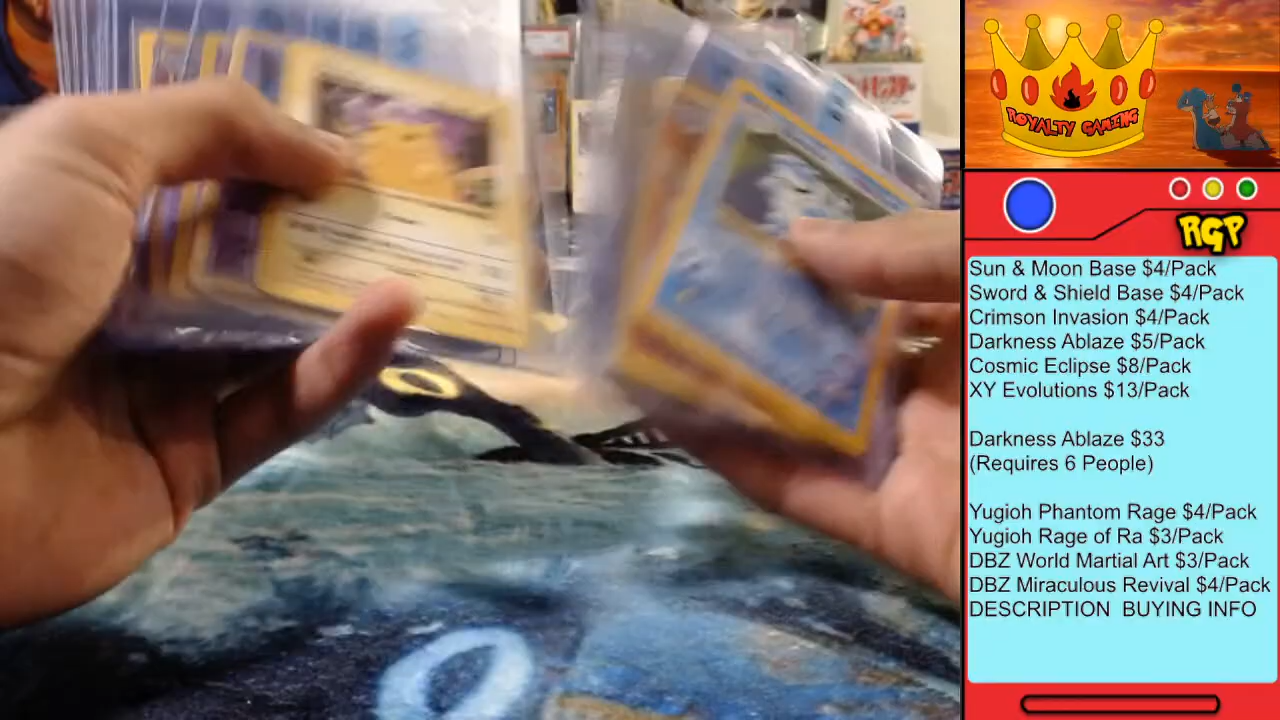 ROYALTY GAMING
RGP
Sun & Moon Base $4/Pack
Sword & Shield Base $4/Pack
Crimson Invasion $4/Pack
Darkness Ablaze $5/Pack
Cosmic Eclipse $8/Pack
XY Evolutions $13/Pack
Darkness Ablaze $33
(Requires 6 People)
Yugioh Phantom Rage $4/Pack
Yugioh Rage of Ra $3/Pack
DBZ World Martial Art $3/Pack
DBZ Miraculous Revival $4/Pack
DESCRIPTION BUYING INFO